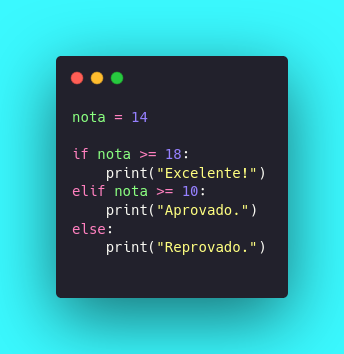 nota = 14

if nota >= 18:
    print("Excelente!")
elif nota >= 10:
    print("Aprovado.")
else:
    print("Reprovado.")